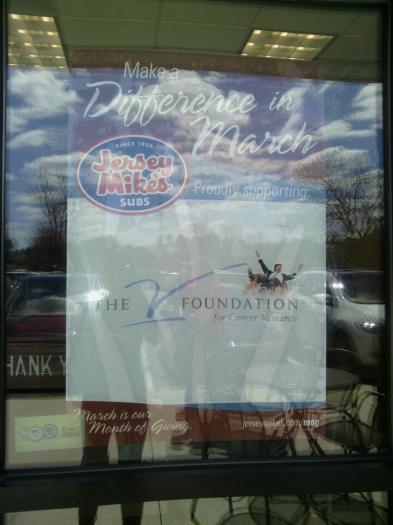 Make a
Difference in
March
SINCE 1956
Jersey
Mike's
SUBS
Proudly supporting:
THE V FOUNDATION
for Cancer Research
HANK Y
March is our
Month of Giving.
jerseymikes.com/mog